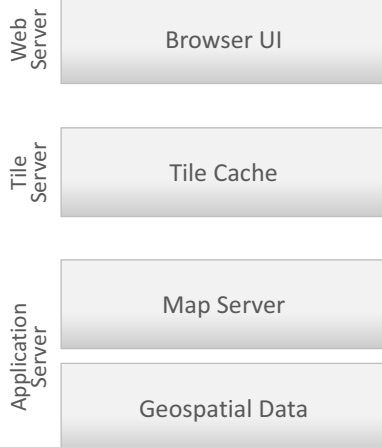 Web
Server
Browser UI
Tile
Server
Tile Cache
Application
Server
Map Server
Geospatial Data